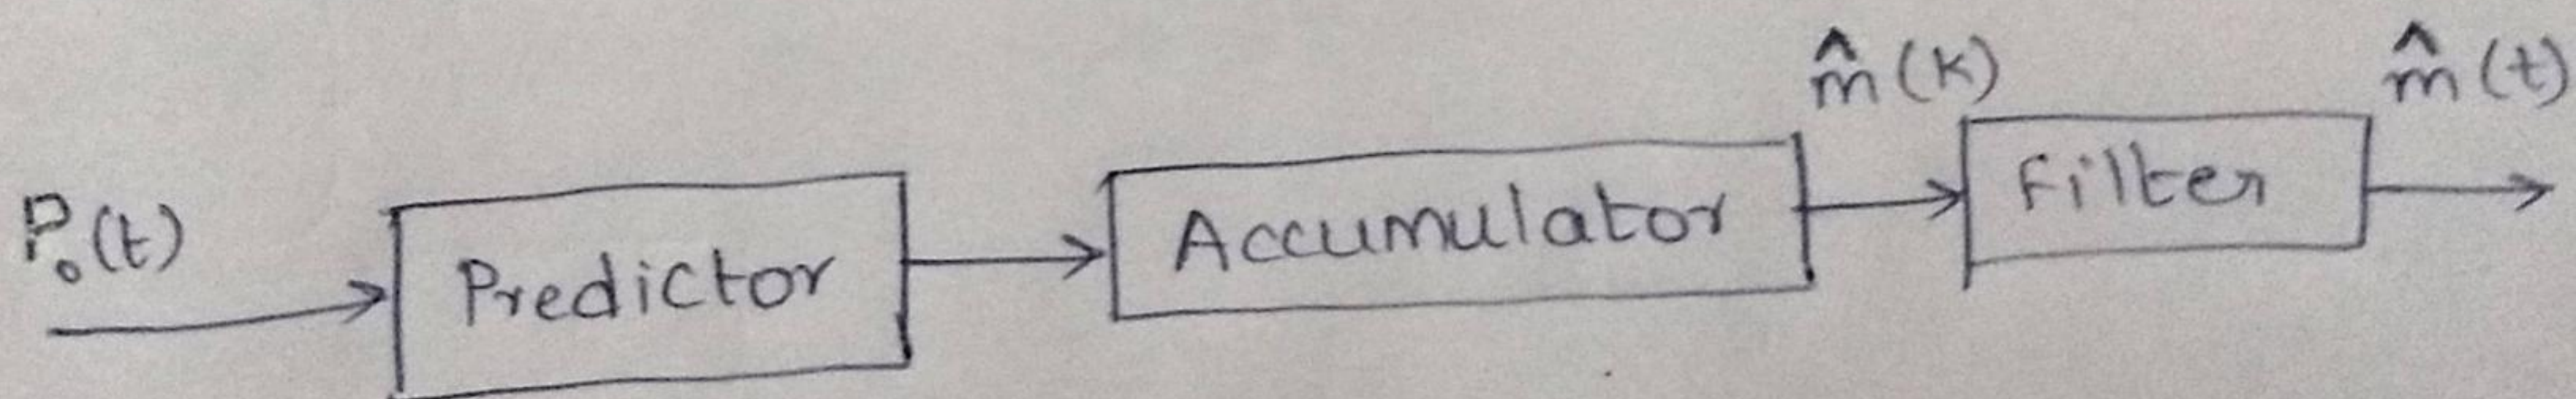 P₀(t)
Predictor
Accumulator
m̂(k)
Filter
m̂(t)